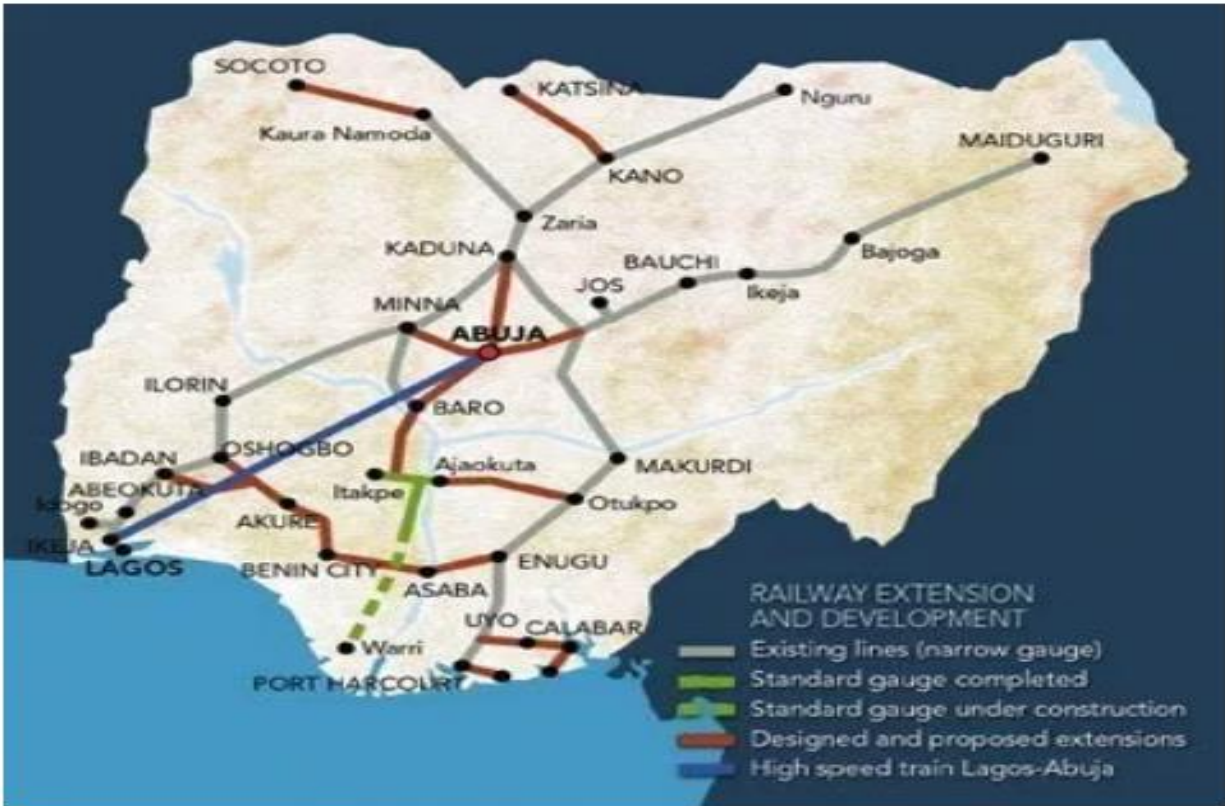 SOCOTO
KATSINA
Nguru
Kaura Namoda
MAIDUGURI
KANO
Zaria
KADUNA
Bajoga
BAUCHI
JOS
Ikeja
MINNA
ABUJA
ILORIN
BARO
OSHOGBO
IBADAN
Ajaokuta
MAKURDI
ABEOKUTA
Itakpe
Otukpo
AKURE
IKEJA
LAGOS
BENIN CITY
ENUGU
ASABA
UYO
CALABAR
Warri
PORT HARCOURT
RAILWAY EXTENSION
AND DEVELOPMENT
Existing lines (narrow gauge)
Standard gauge completed
Standard gauge under construction
Designed and proposed extensions
High speed train Lagos-Abuja